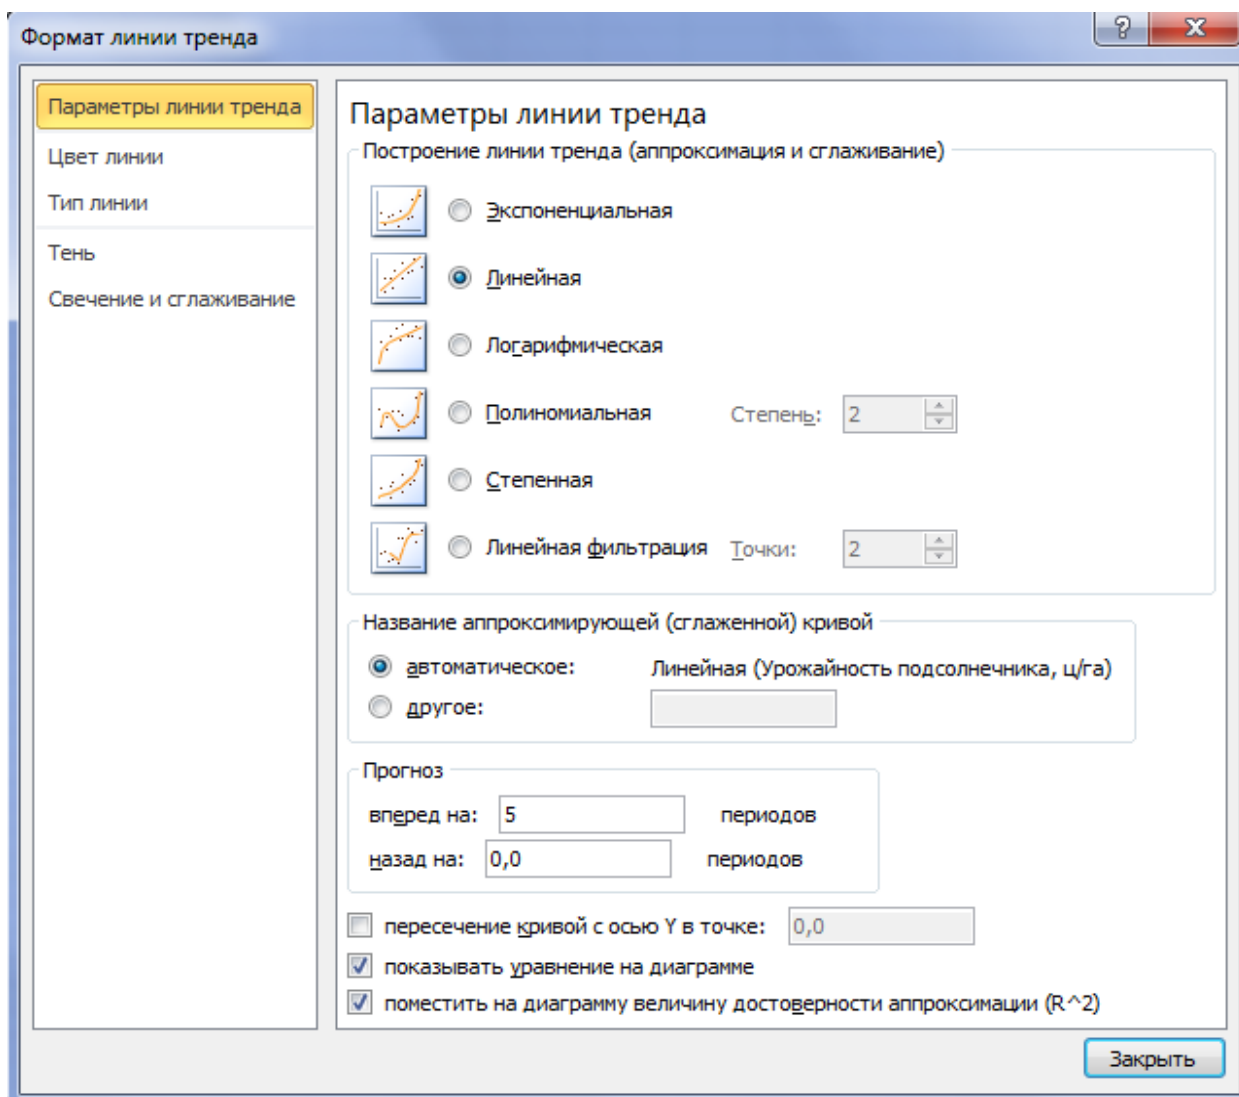 Формат линии тренда
?
Параметры линии тренда
Цвет линии
Тип линии
Тень
Свечение и сглаживание
Параметры линии тренда
Построение линии тренда (аппроксимация и сглаживание)
Экспоненциальная
Линейная
Логарифмическая
Полиномиальная Степень: 2
Степенная
Линейная фильтрация Точки: 2
Название аппроксимирующей (сглаженной) кривой
автоматическое: Линейная (Урожайность подсолнечника, ц/га)
другое:
Прогноз
вперед на: 5 периодов
назад на: 0,0 периодов
пересечение кривой с осью Y в точке: 0,0
показывать уравнение на диаграмме
поместить на диаграмму величину достоверности аппроксимации (R^2)
Закрыть